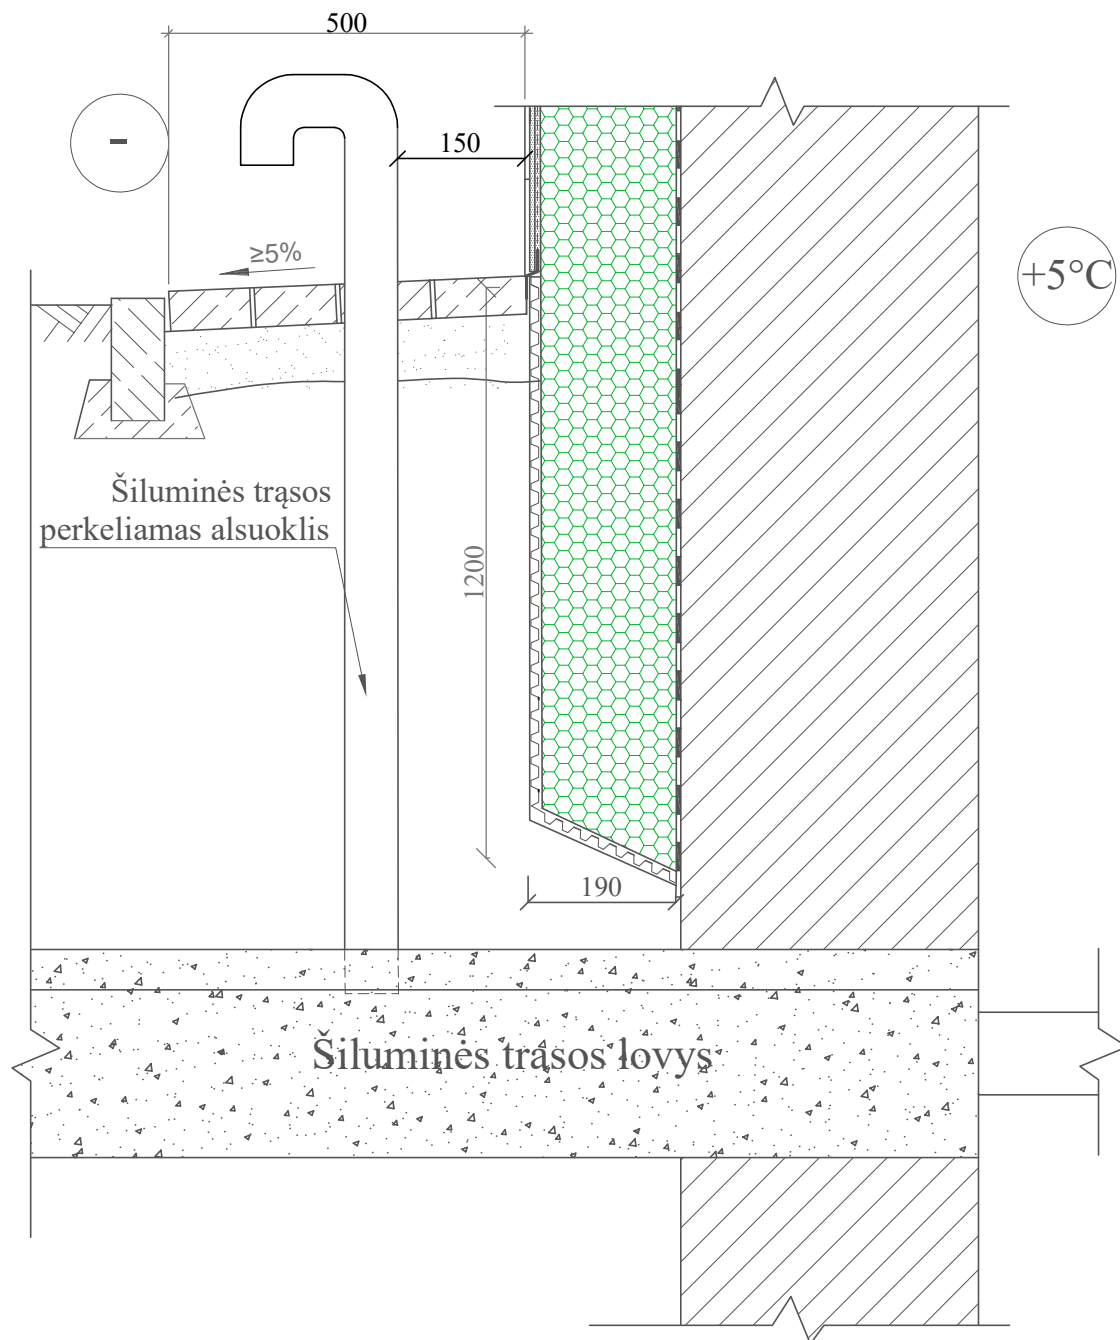 500
-
150
≥5%
+5°C
Šiluminės trąsos
perkeliamas alsuoklis
1200
190
Šiluminės trąsos lovys